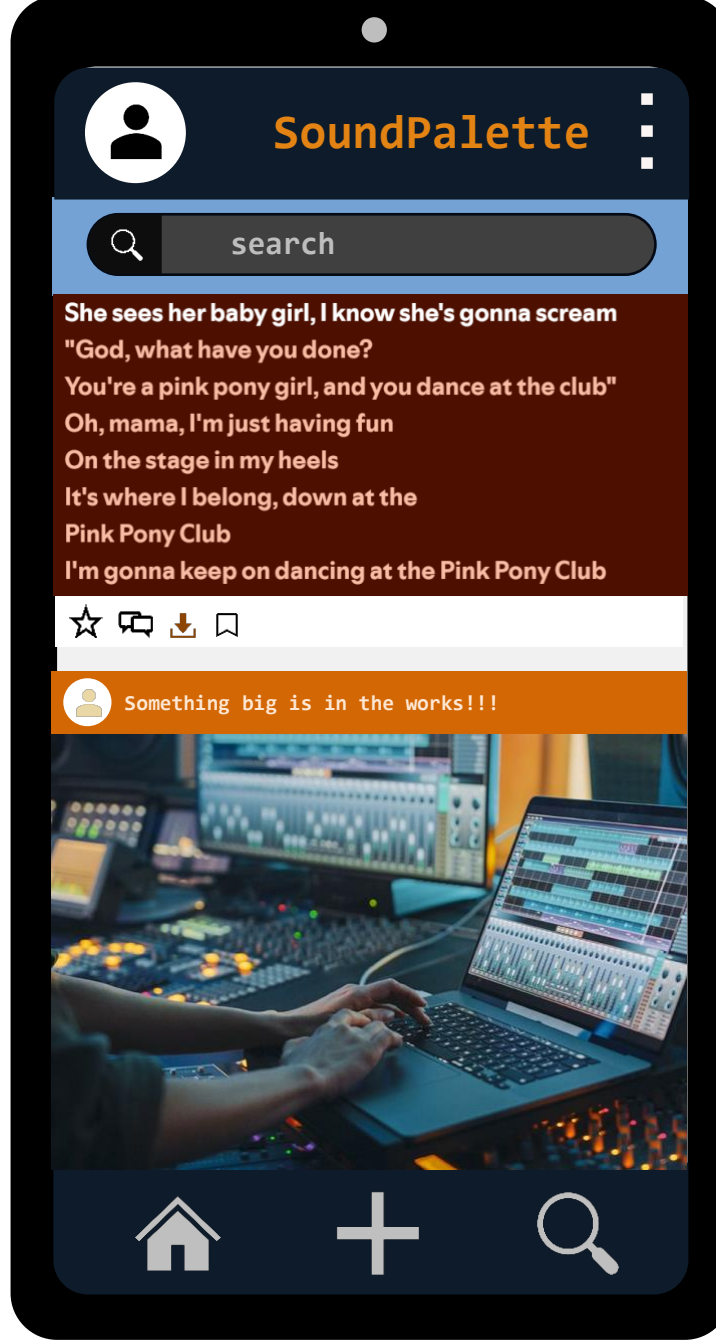 SoundPalette
search
She sees her baby girl, I know she's gonna scream
"God, what have you done?
You're a pink pony girl, and you dance at the club"
Oh, mama, I'm just having fun
On the stage in my heels
It's where I belong, down at the
Pink Pony Club
I'm gonna keep on dancing at the Pink Pony Club
Something big is in the works!!!